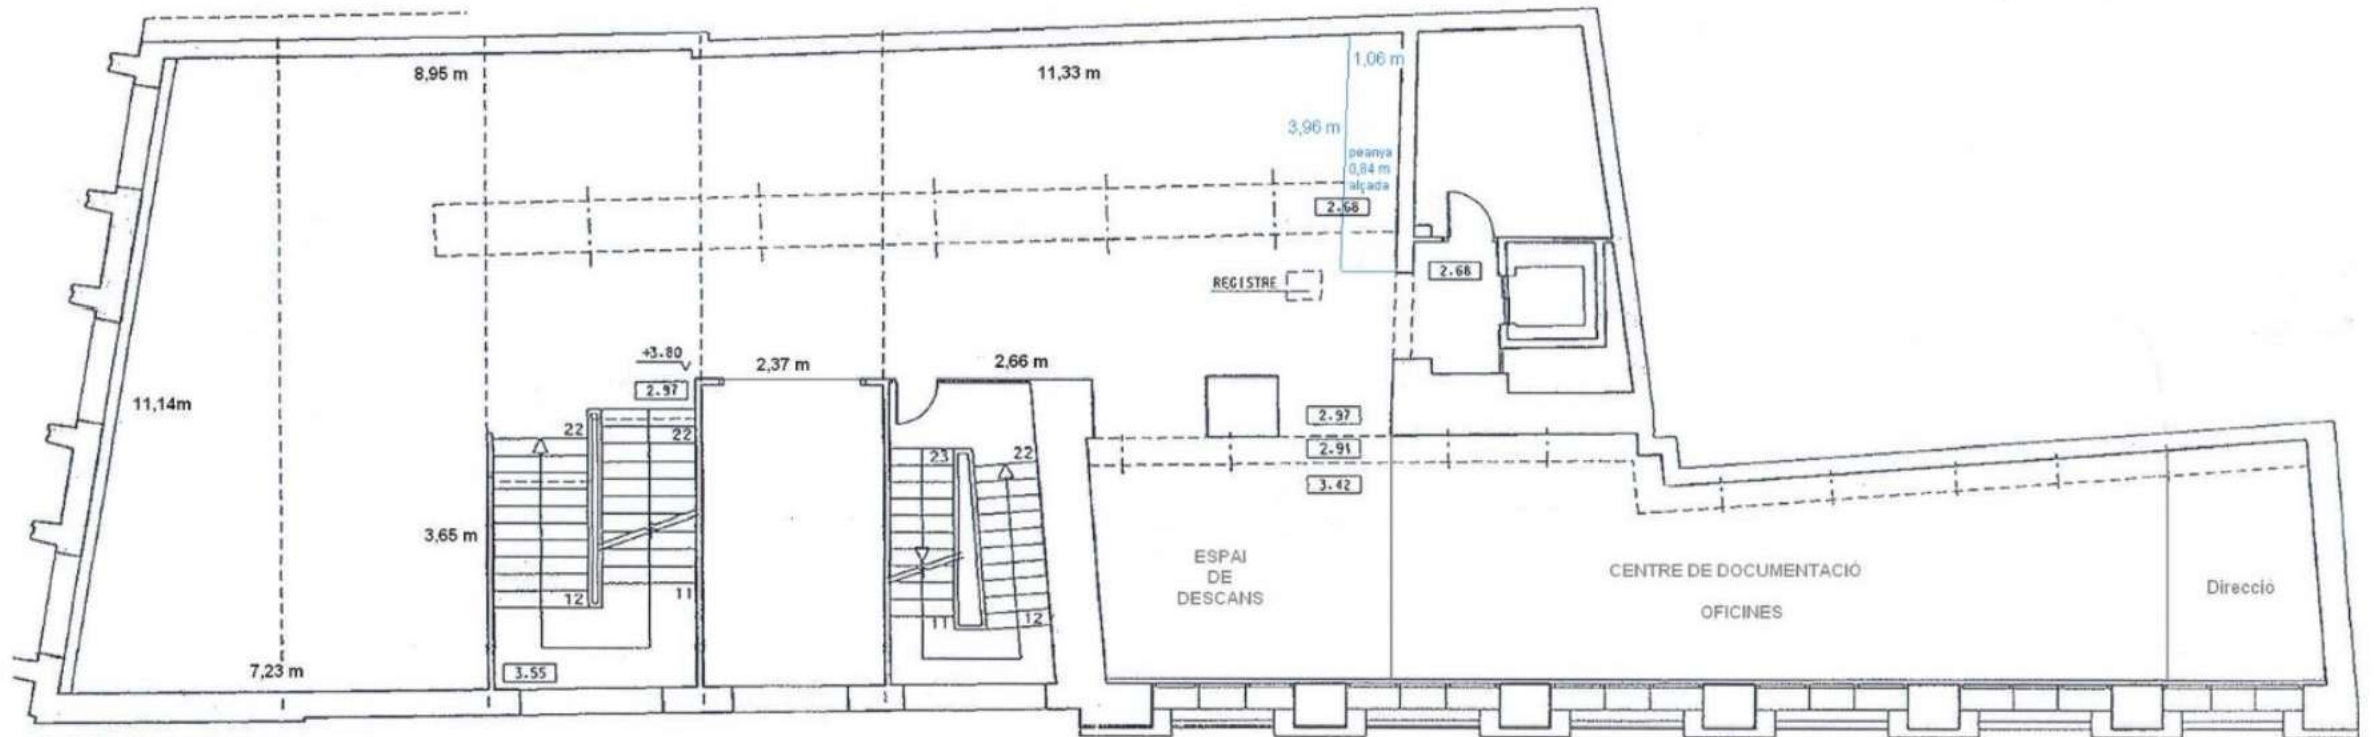 8,95 m
11,33 m
1,06 m
3,96 m
peanya
0,84 m
alçada
2.68
2.68
REGISTRE
+3.80
2,37 m
2,66 m
2.97
11,14m
2.97
22
22
23
22
2.91
3.42
3,65 m
ESPAI
DE
DESCANS
CENTRE DE DOCUMENTACIÓ
OFICINES
Direcció
12
11
11
12
7,23 m
3.55